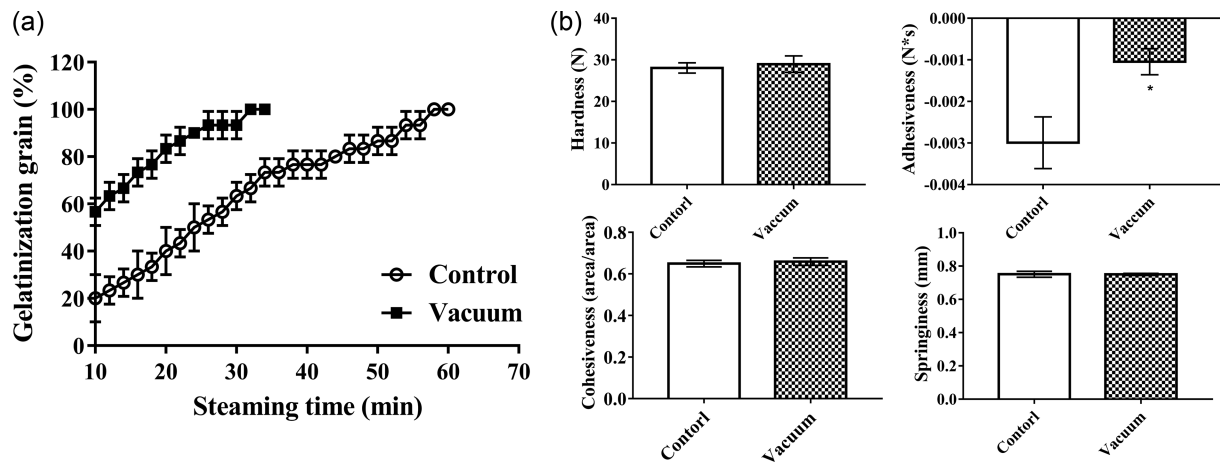 (a)
120
100
80
60
40
20
0
Gelatinization grain (%)
10 20 30 40 50 60 70
Steaming time (min)
Control
Vacuum
(b)
40
30
20
10
0
Hardness (N)
Contorl
Vaccum
0.000
-0.001
-0.002
-0.003
-0.004
Adhesiveness (N*s)
*
Contorl
Vaccum
0.8
0.6
0.4
0.2
0.0
Cohesiveness (area/area)
Contorl
Vacuum
1.0
0.8
0.6
0.4
0.2
0.0
Springiness (mm)
Contorl
Vacuum